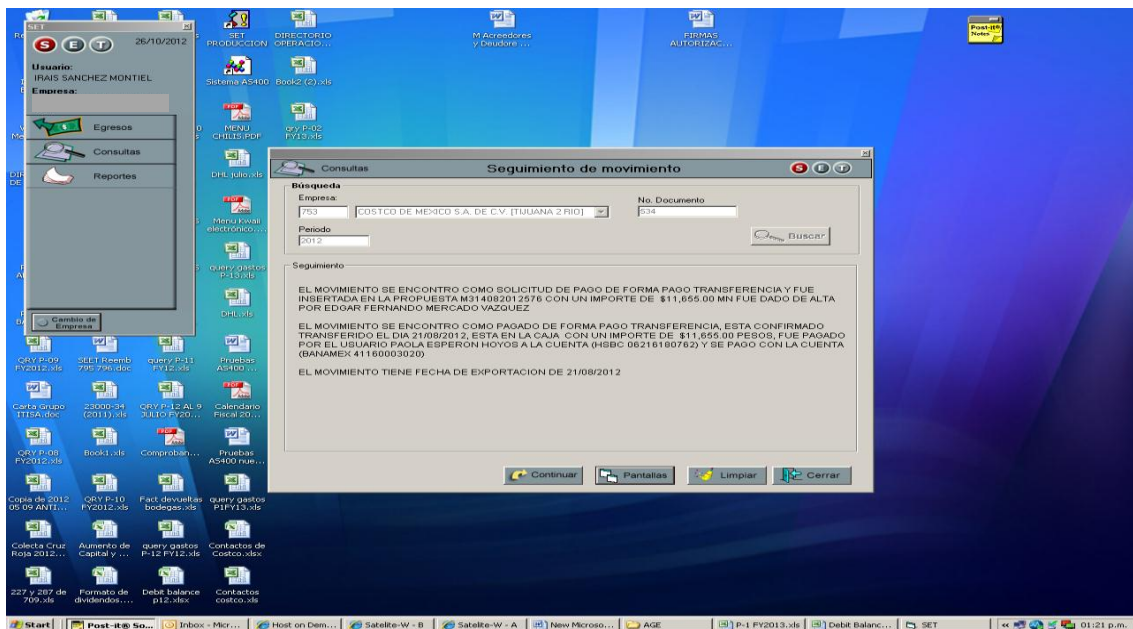 SET
S E T
26/10/2012
Usuario:
IRAIS SANCHEZ MONTIEL
Empresa:
Egresos
Consultas
Reportes
Cambio de
Empresa
SET
PRODUCCION
DIRECTORIO
OPERACIO...
M Acreedores
y Deudore ...
FIRMAS
AUTORIZAC...
Post-it®
Notes
Sistema AS400
Book2 (2).xls
MENU
CHILIS.PDF
qry P-02
FY13.xls
DHL julio.xls
Menu Kwali
electronico....
query gastos
P-13.xls
DHL.xls
Consultas
Seguimiento de movimiento
S E T
Búsqueda
Empresa:
753
COSTCO DE MEXICO S.A. DE C.V. [TIJUANA 2 RIO]
No. Documento
534
Periodo
2012
Buscar
Seguimiento
EL MOVIMIENTO SE ENCONTRO COMO SOLICITUD DE PAGO DE FORMA PAGO TRANSFERENCIA Y FUE
INSERTADA EN LA PROPUESTA M314082012576 CON UN IMPORTE DE $11,655.00 MN FUE DADO DE ALTA
POR EDGAR FERNANDO MERCADO VAZQUEZ
EL MOVIMIENTO SE ENCONTRO COMO PAGADO DE FORMA PAGO TRANSFERENCIA, ESTA CONFIRMADO
TRANSFERIDO EL DIA 21/08/2012, ESTA EN LA CAJA CON UN IMPORTE DE $11,655.00 PESOS, FUE PAGADO
POR EL USUARIO PAOLA ESPERON HOYOS A LA CUENTA (HSBC 06216180762) Y SE PAGO CON LA CUENTA
(BANAMEX 41160003020)
EL MOVIMIENTO TIENE FECHA DE EXPORTACION DE 21/08/2012
Continuar
Pantallas
Limpiar
Cerrar
QRY P-09
FY2012.xls
SEET Reemb
795 796.doc
query P-11
FY12.xls
Pruebas
AS400 ...
Carta Grupo
ITISA.doc
23000-34
(2011).xls
QRY P-12 AL 9
JULIO FY20...
Calendario
Fiscal 20...
QRY P-08
FY2012.xls
Book1.xls
Comproban...
Pruebas
AS400 nue...
Copia de 2012
05 09 ANTI...
QRY P-10
FY2012.xls
Fact devueltas
bodegas.xls
query gastos
P1FY13.xls
Colecta Cruz
Roja 2012...
Aumento de
Capital y ...
query gastos
P-12 FY12.xls
Contactos de
Costco.xlsx
227 y 287 de
709.xls
Formato de
dividendos....
Debit balance
p12.xlsx
Contactos
costco.xls
Start
Post-it® So...
Inbox - Micr...
Host on Dem...
Satelite-W - B
Satelite-W - A
New Microso...
AGE
P-1 FY2013.xls
Debit Balanc...
SET
01:21 p.m.